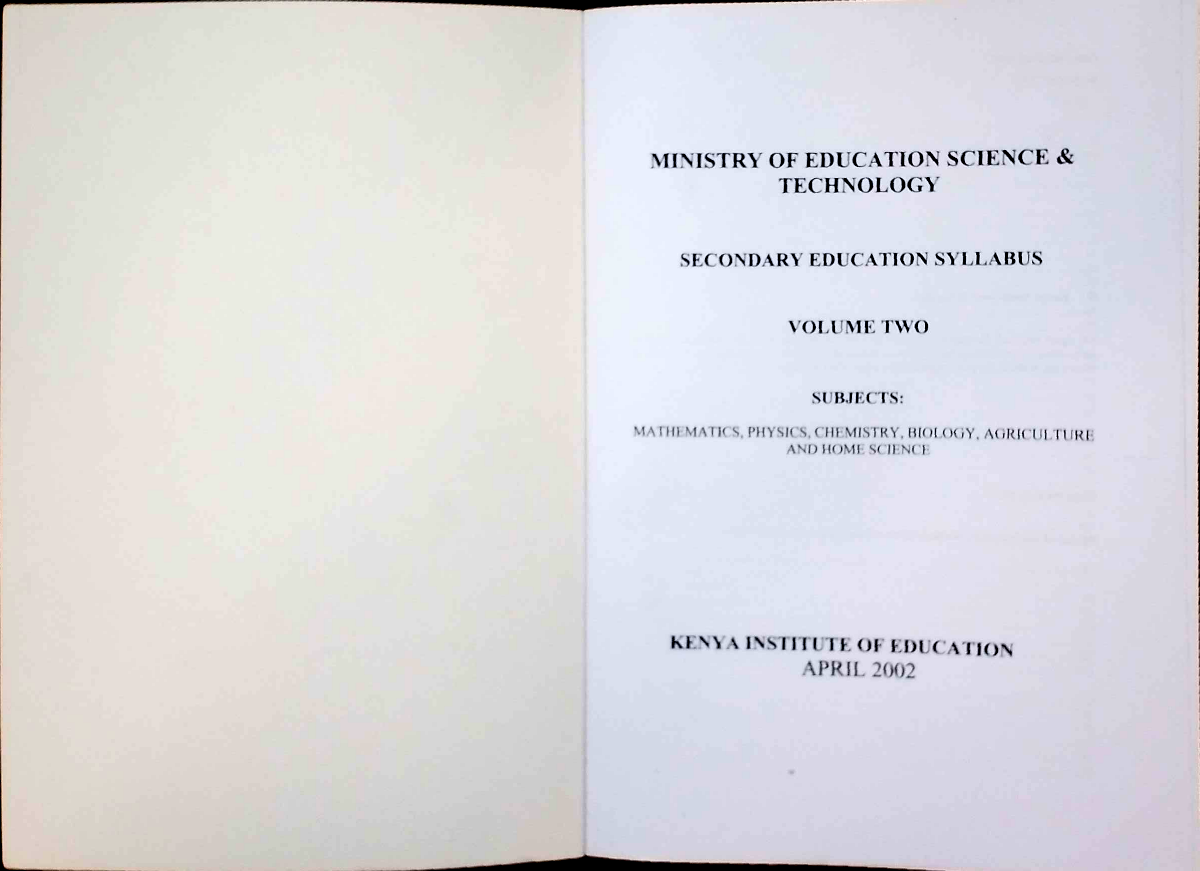 MINISTRY OF EDUCATION SCIENCE &
TECHNOLOGY
SECONDARY EDUCATION SYLLABUS
VOLUME TWO
SUBJECTS:
MATHEMATICS, PHYSICS, CHEMISTRY, BIOLOGY, AGRICULTURE
AND HOME SCIENCE
KENYA INSTITUTE OF EDUCATION
APRIL 2002